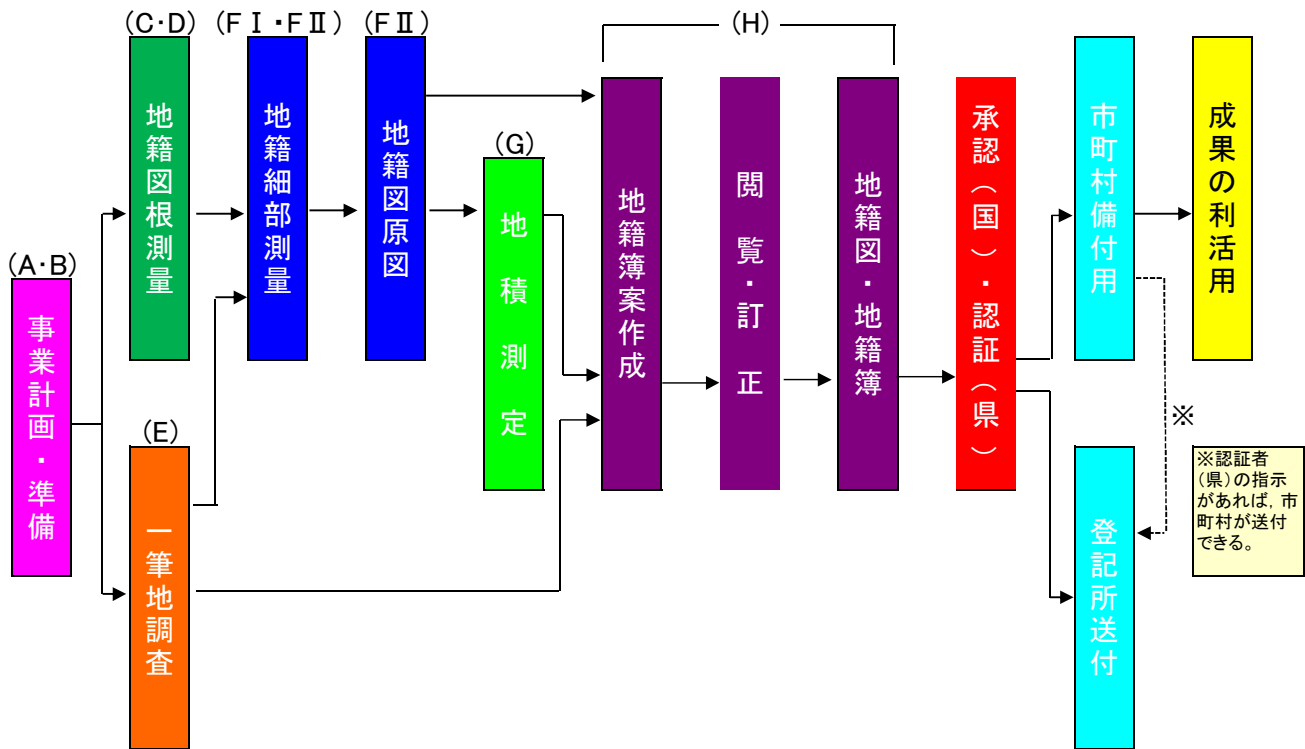 (A・B)
事業計画・準備
(C・D)
地籍図根測量
(E)
一筆地調査
(FⅠ・FⅡ)
地籍細部測量
(FⅡ)
地籍図原図
(G)
地積測定
(H)
地籍簿案作成
閲覧・訂正
地籍図・地籍簿
承認(国)・認証(県)
市町村備付用
登記所送付
成果の利活用
※
※認証者
(県)の指示
があれば,市
町村が送付
できる。